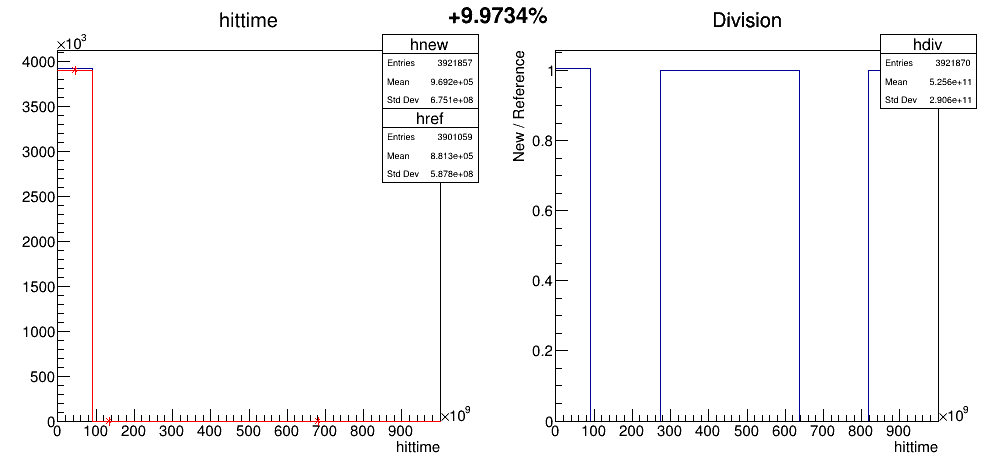 +9.9734%
hittime
×10³
4000
3500
3000
2500
2000
1500
1000
500
0
0 100 200 300 400 500 600 700 800 900
×10⁹
hittime
hnew
Entries 3921857
Mean 9.692e+05
Std Dev 6.751e+08
href
Entries 3901059
Mean 8.813e+05
Std Dev 5.878e+08
Division
New / Reference
1
0.8
0.6
0.4
0.2
0
0 100 200 300 400 500 600 700 800 900
×10⁹
hittime
hdiv
Entries 3921870
Mean 5.256e+11
Std Dev 2.906e+11